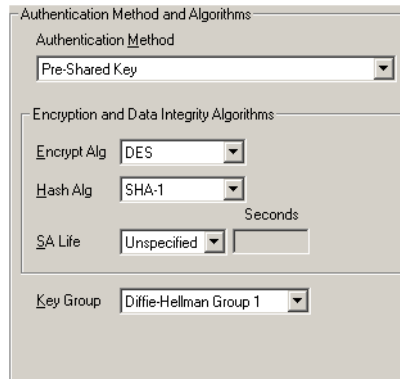 Authentication Method and Algorithms
Authentication Method
Pre-Shared Key
Encryption and Data Integrity Algorithms
Encrypt Alg DES
Hash Alg SHA-1
Seconds
SA Life Unspecified
Key Group Diffie-Hellman Group 1